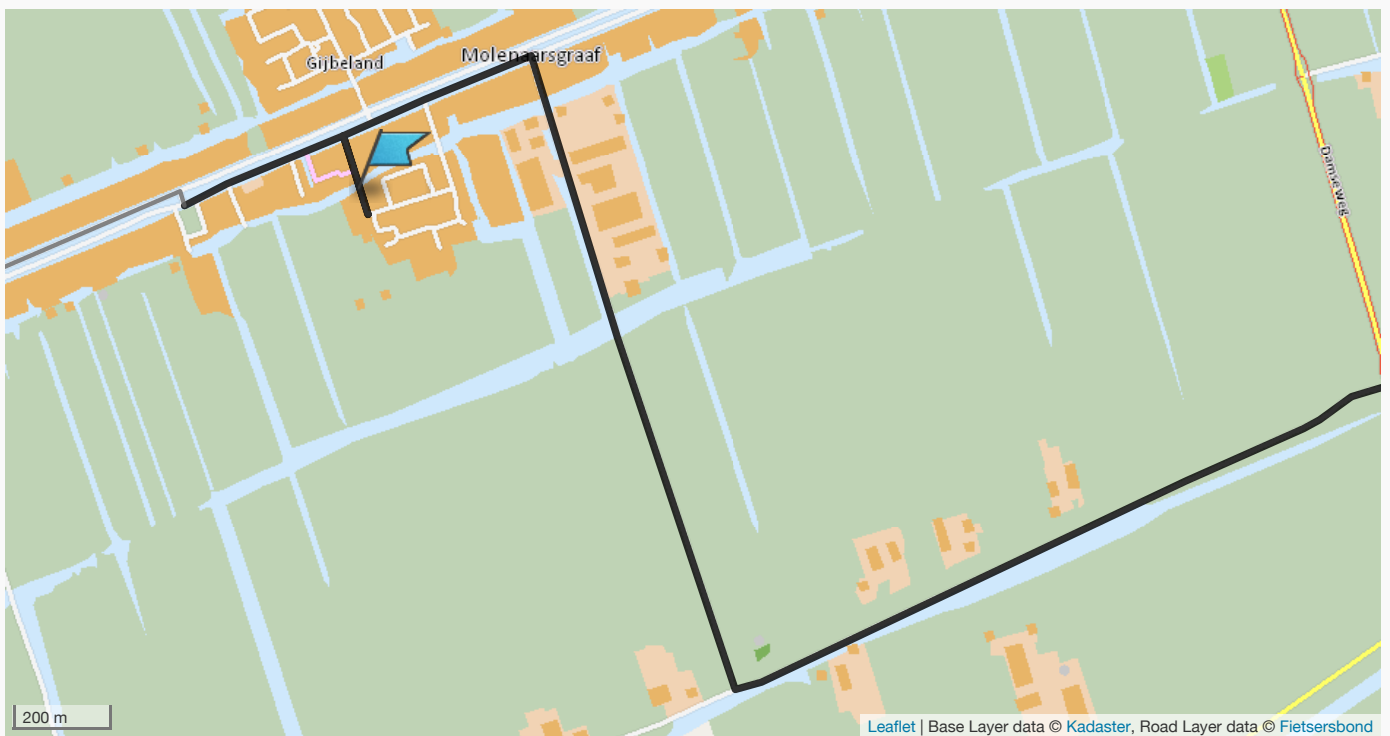 Molenaarsgraaf
Gijbeland
Damseweg
200 m
Leaflet | Base Layer data © Kadaster, Road Layer data © Fietsersbond